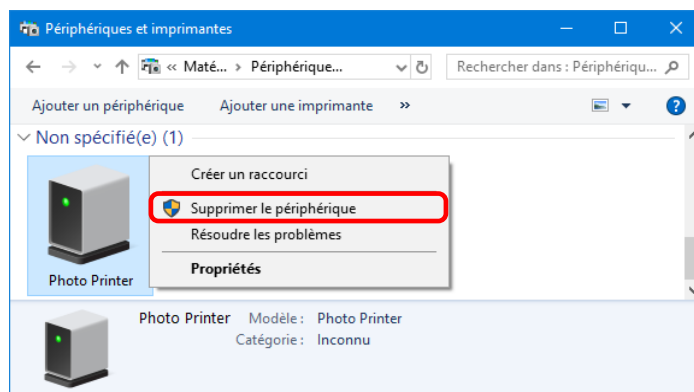 Périphériques et imprimantes
« Maté... › Périphérique...
Rechercher dans : Périphériqu...
Ajouter un périphérique Ajouter une imprimante »
Non spécifié(e) (1)
Créer un raccourci
Supprimer le périphérique
Résoudre les problèmes
Propriétés
Photo Printer
Photo Printer Modèle : Photo Printer
Catégorie : Inconnu